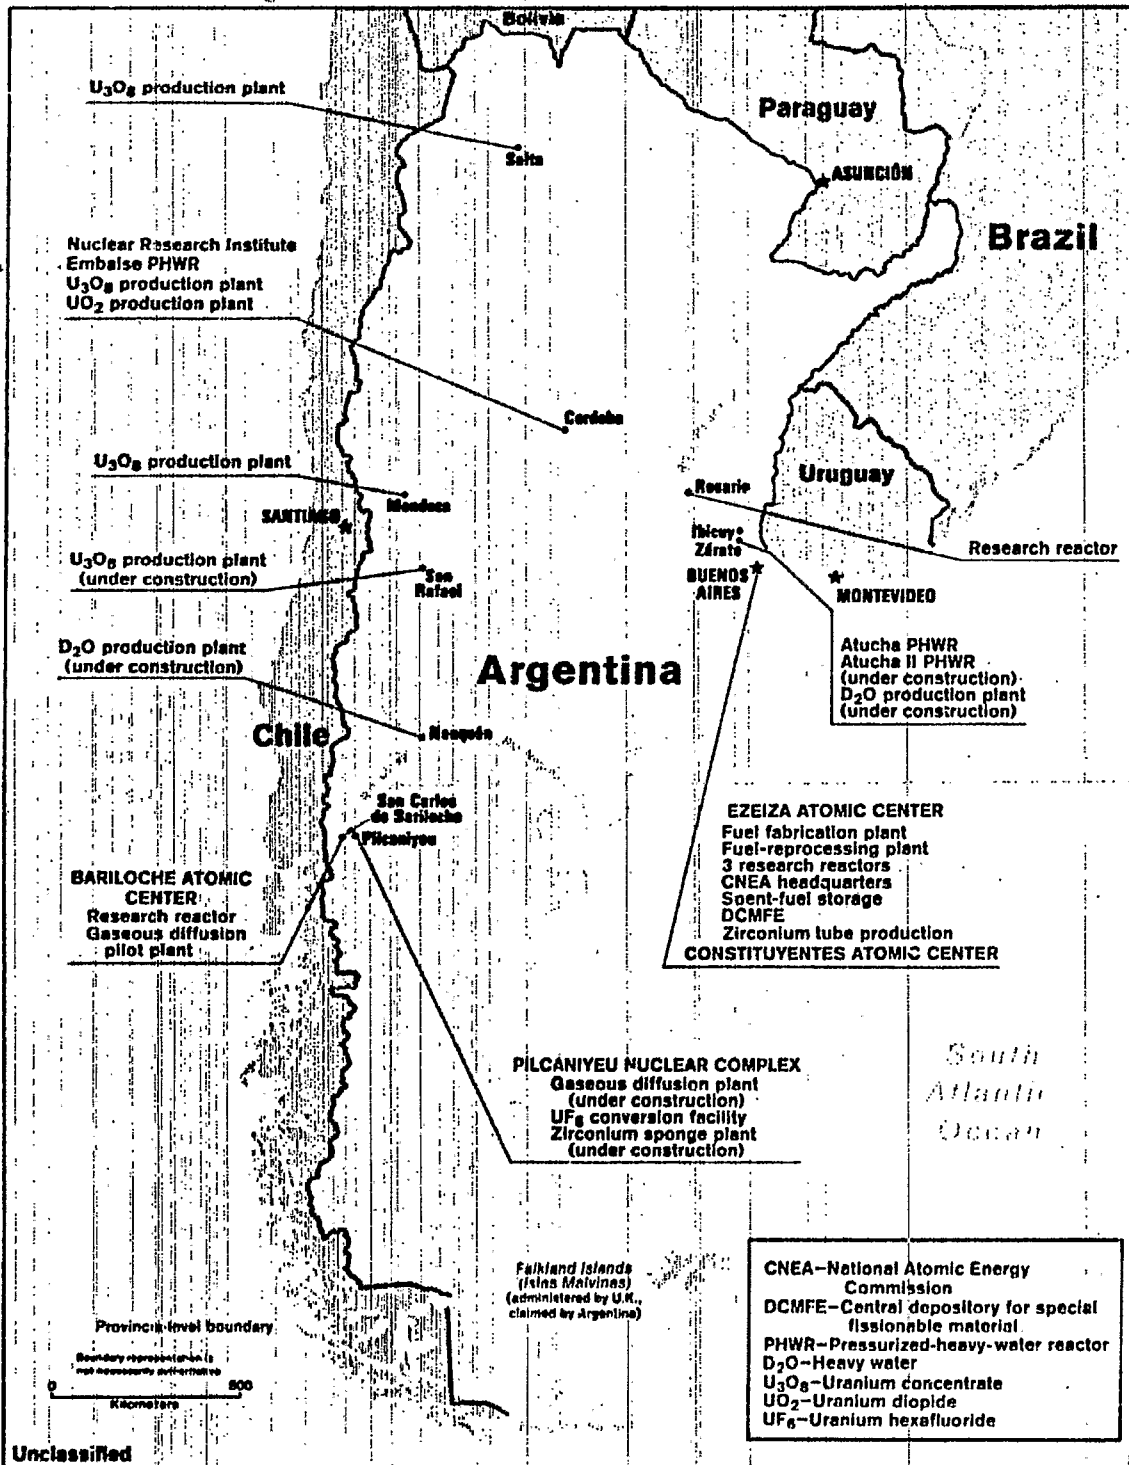 Bolivia
U₃O₈ production plant
Paraguay
Salta
ASUNCIÓN
Brazil
Nuclear Research Institute
Embalse PHWR
U₃O₈ production plant
UO₂ production plant
Cordoba
U₃O₈ production plant
Mendoza
SANTIAGO
Uruguay
Rosario
Ibicuy
Zárate
Research reactor
U₃O₈ production plant
(under construction)
San
Rafael
BUENOS
AIRES
MONTEVIDEO
D₂O production plant
(under construction)
Argentina
Atucha PHWR
Atucha II PHWR
(under construction)
D₂O production plant
(under construction)
Chile
Neuquén
San Carlos
de Bariloche
Pilcaniyeu
EZEIZA ATOMIC CENTER
Fuel fabrication plant
Fuel-reprocessing plant
3 research reactors
CNEA headquarters
Spent-fuel storage
DCMFE
Zirconium tube production
CONSTITUYENTES ATOMIC CENTER
BARILOCHE ATOMIC
CENTER
Research reactor
Gaseous diffusion
pilot plant
PILCANIYEU NUCLEAR COMPLEX
Gaseous diffusion plant
(under construction)
UF₆ conversion facility
Zirconium sponge plant
(under construction)
South
Atlantic
Ocean
Falkland Islands
(Islas Malvinas)
(administered by U.K.,
claimed by Argentina)
CNEA–National Atomic Energy
Commission
DCMFE–Central depository for special
fissionable material
PHWR–Pressurized-heavy-water reactor
D₂O–Heavy water
U₃O₈–Uranium concentrate
UO₂–Uranium diopide
UF₆–Uranium hexafluoride
Province-level boundary
Boundary representation is
not necessarily authoritative
0 500
Kilometers
Unclassified